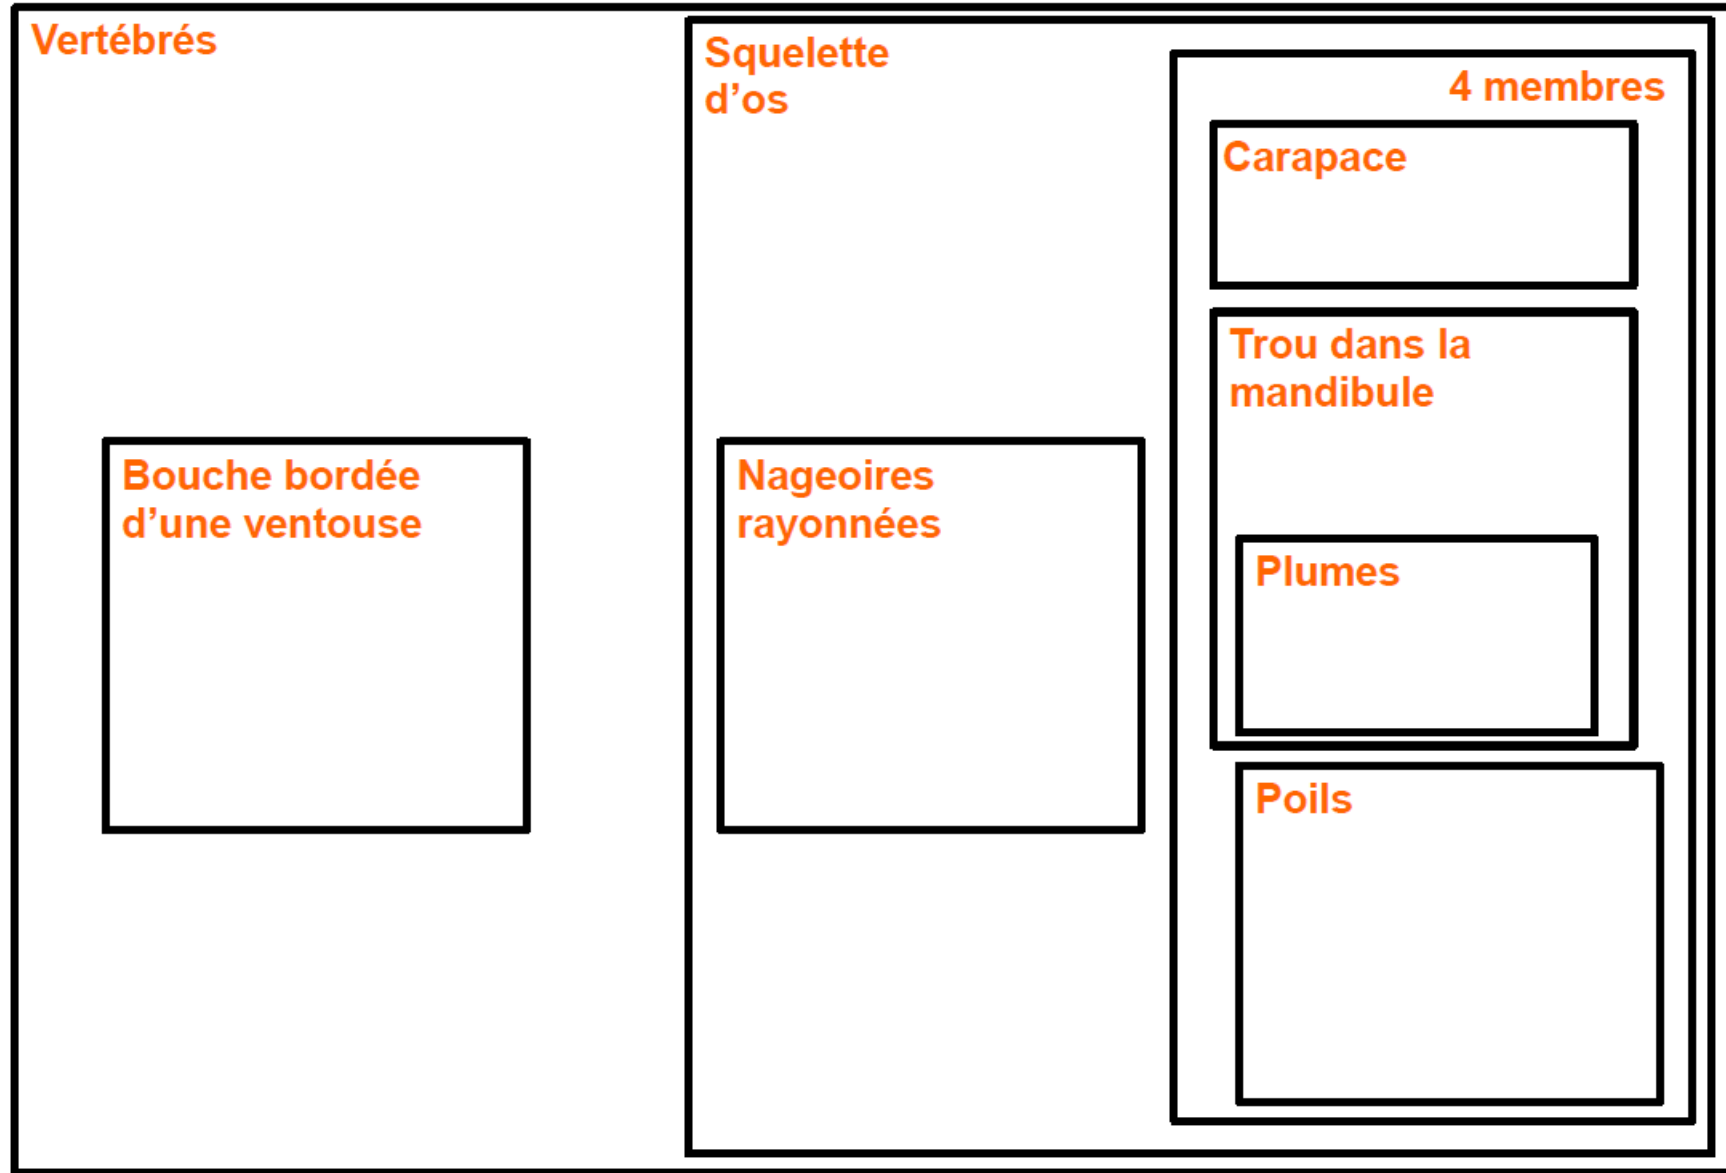 Vertébrés
Squelette
d’os
4 membres
Carapace
Trou dans la
mandibule
Bouche bordée
d’une ventouse
Nageoires
rayonnées
Plumes
Poils